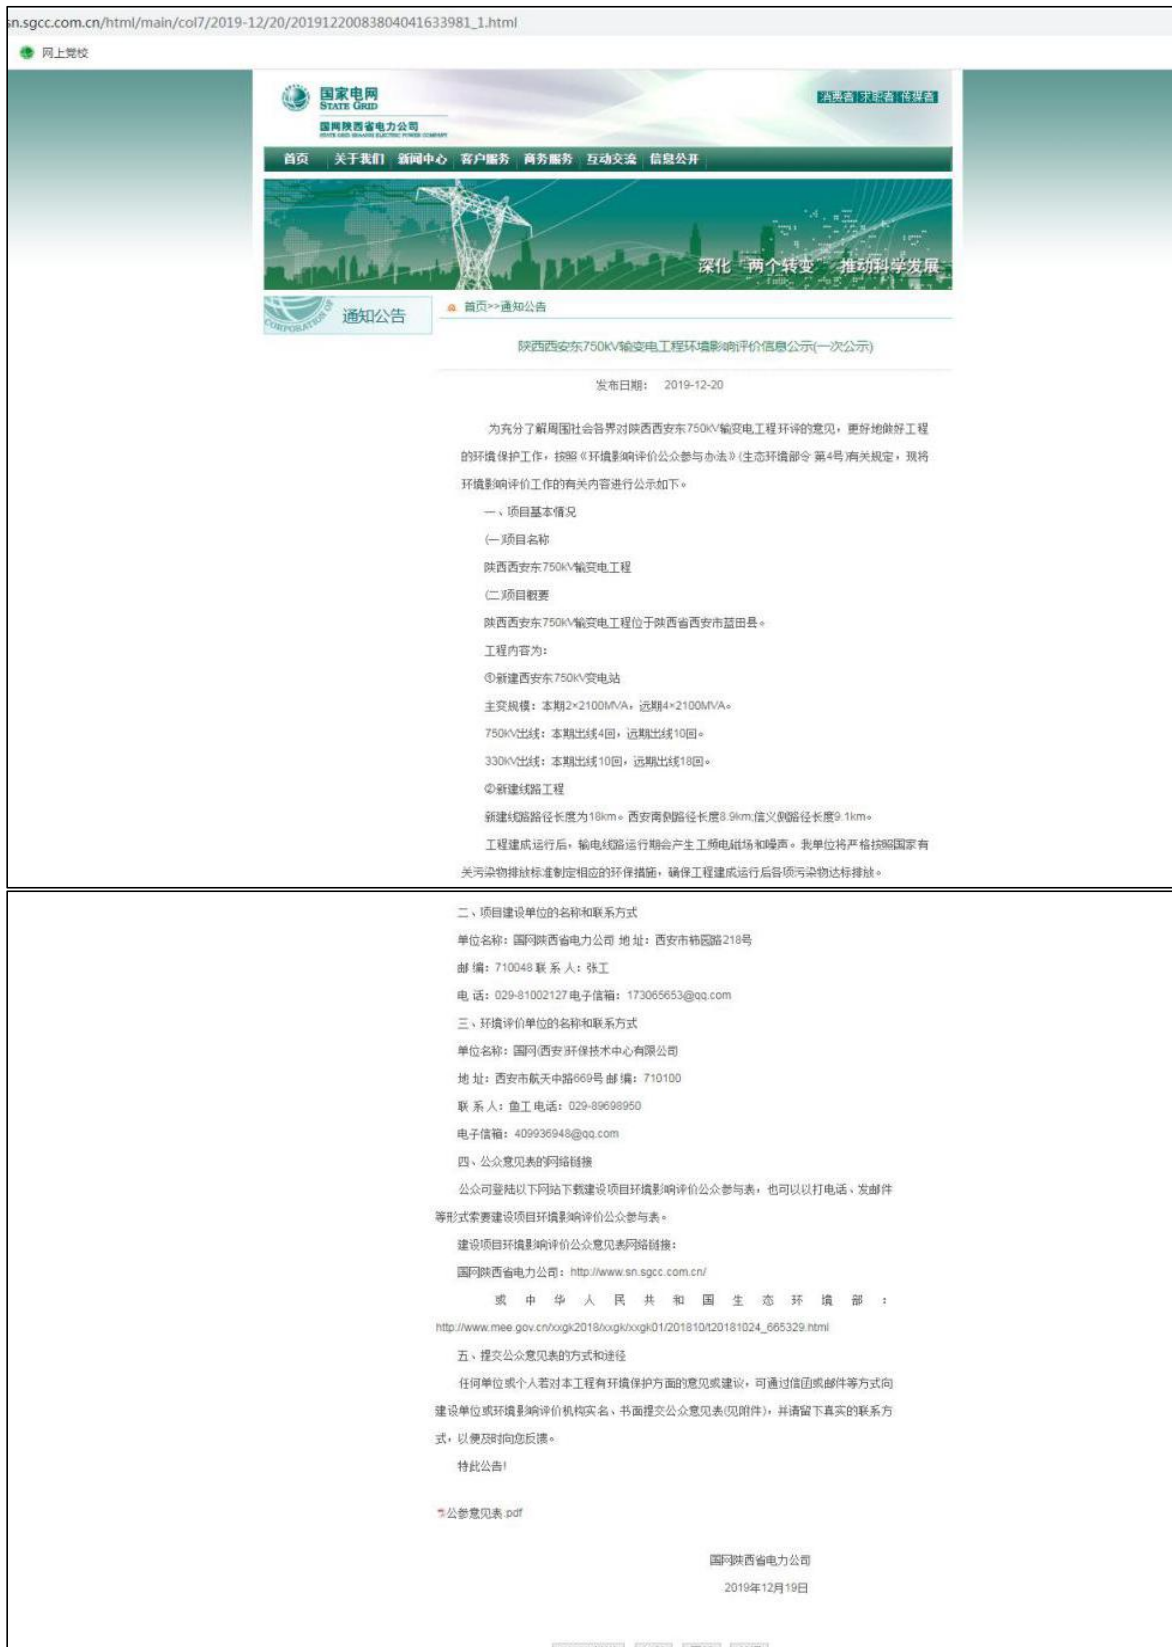 sn.sgcc.com.cn/html/main/col7/2019-12/20/20191220083804041633981_1.html
网上党校
国家电网
STATE GRID
国网陕西省电力公司
STATE GRID SHAANXI ELECTRIC POWER COMPANY
消费者 求职者 传媒者
首页 关于我们 新闻中心 客户服务 商务服务 互动交流 信息公开
深化“两个转变” 推动科学发展
CORPORATION OF
通知公告
首页>>通知公告
陕西西安东750kV输变电工程环境影响评价信息公示(一次公示)
发布日期： 2019-12-20
为充分了解周围社会各界对陕西西安东750kV输变电工程环评的意见，更好地做好工程
的环境保护工作，按照《环境影响评价公众参与办法》(生态环境部令 第4号)有关规定，现将
环境影响评价工作的有关内容进行公示如下。
一、项目基本情况
(一)项目名称
陕西西安东750kV输变电工程
(二)项目概要
陕西西安东750kV输变电工程位于陕西省西安市蓝田县。
工程内容为：
①新建西安东750kV变电站
主变规模：本期2×2100MVA，远期4×2100MVA。
750kV出线：本期出线4回，远期出线10回。
330kV出线：本期出线10回，远期出线18回。
②新建线路工程
新建线路路径长度为18km。西安南侧路径长度8.9km;信义侧路径长度9.1km。
工程建成运行后，输电线路运行期会产生工频电磁场和噪声。我单位将严格按照国家有
关污染物排放标准制定相应的环保措施，确保工程建成运行后各项污染物达标排放。
二、项目建设单位的名称和联系方式
单位名称：国网陕西省电力公司 地 址：西安市柿园路218号
邮 编：710048 联 系 人：张工
电 话：029-81002127 电子信箱：173065653@qq.com
三、环境评价单位的名称和联系方式
单位名称：国网(西安)环保技术中心有限公司
地 址：西安市航天中路669号 邮 编：710100
联 系 人：鱼工 电话：029-89698950
电子信箱：409936948@qq.com
四、公众意见表的网络链接
公众可登陆以下网站下载建设项目环境影响评价公众参与表，也可以以打电话、发邮件
等形式索要建设项目环境影响评价公众参与表。
建设项目环境影响评价公众意见表网络链接：
国网陕西省电力公司：http://www.sn.sgcc.com.cn/
或 中 华 人 民 共 和 国 生 态 环 境 部 ：
http://www.mee.gov.cn/xxgk2018/xxgk/xxgk01/201810/t20181024_665329.html
五、提交公众意见表的方式和途径
任何单位或个人若对本工程有环境保护方面的意见或建议，可通过信函或邮件等方式向
建设单位或环境影响评价机构实名、书面提交公众意见表(见附件)，并请留下真实的联系方
式，以便及时向您反馈。
特此公告!
公参意见表.pdf
国网陕西省电力公司
2019年12月19日